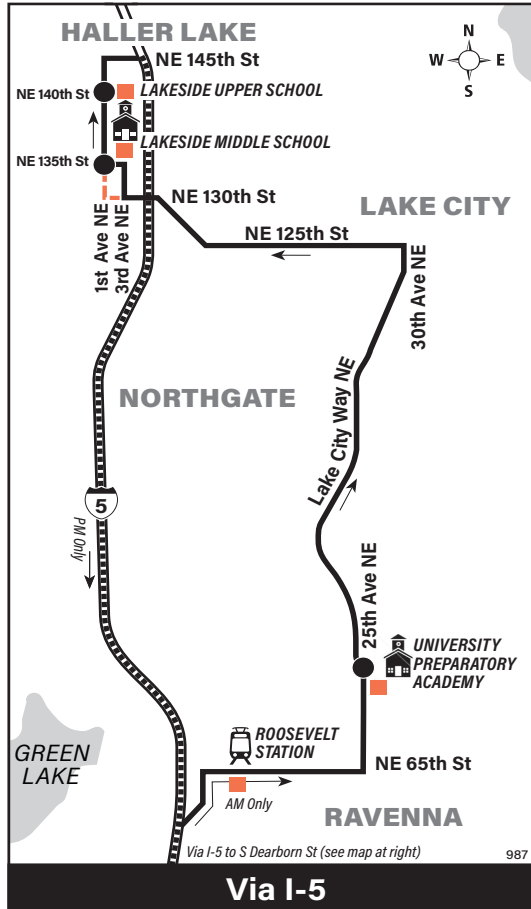 HALLER LAKE
N
W
E
S
NE 145th St
NE 140th St
LAKESIDE UPPER SCHOOL
LAKESIDE MIDDLE SCHOOL
NE 135th St
NE 130th St
LAKE CITY
1st Ave NE
3rd Ave NE
NE 125th St
30th Ave NE
NORTHGATE
Lake City Way NE
5
PM Only
25th Ave NE
UNIVERSITY
PREPARATORY
ACADEMY
GREEN
LAKE
ROOSEVELT
STATION
NE 65th St
AM Only
RAVENNA
Via I-5 to S Dearborn St (see map at right)
987
Via I-5